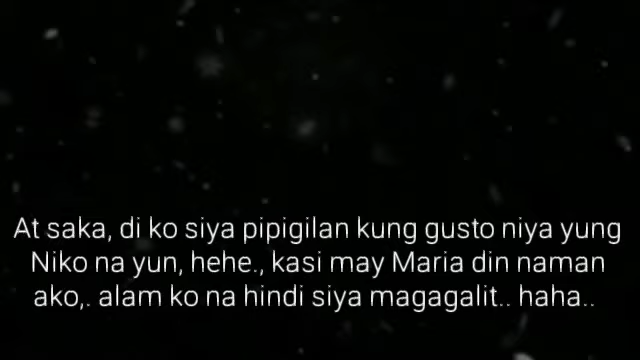 At saka, di ko siya pipigilan kung gusto niya yung
Niko na yun, hehe., kasi may Maria din naman
ako,. alam ko na hindi siya magagalit.. haha..